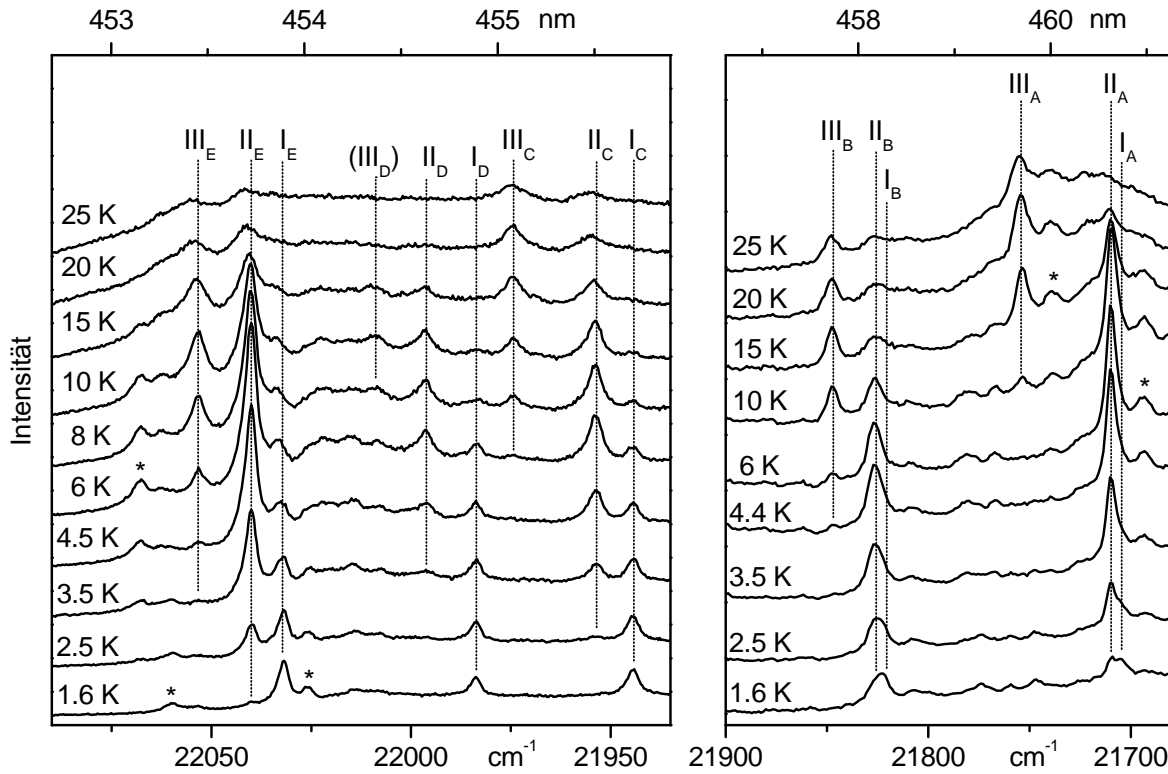 453 454 455 nm 458 460 nm
III_A II_A
III_E II_E I_E (III_D) II_D I_D III_C II_C I_C III_B II_B I_A
I_B
25 K
20 K
15 K
10 K
8 K
6 K
4.5 K
3.5 K
2.5 K
1.6 K
* * *
25 K
20 K
15 K
10 K
6 K
4.4 K
3.5 K
2.5 K
1.6 K
* *
Intensität
22050 22000 cm-1 21950 21900 21800 cm-1 21700